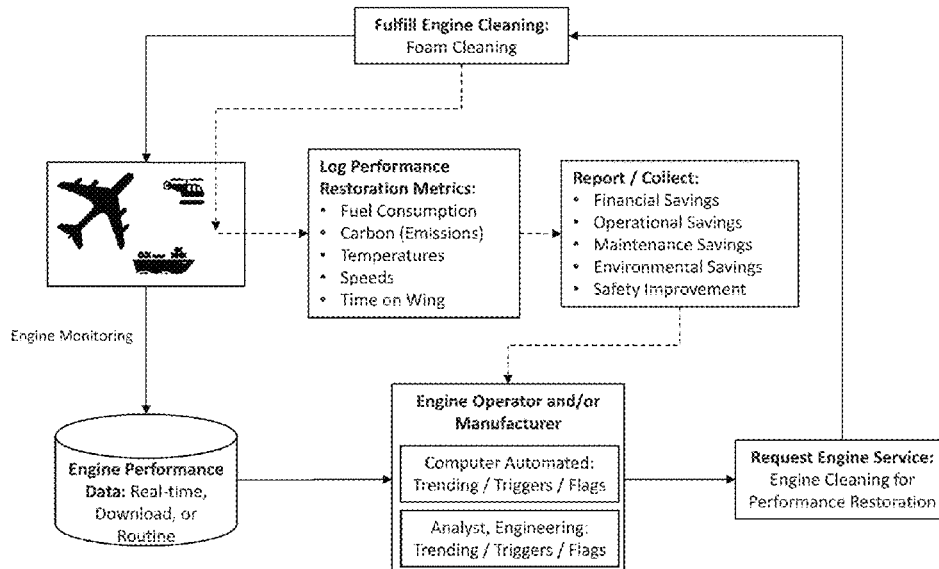 Fulfill Engine Cleaning:
Foam Cleaning
Log Performance
Restoration Metrics:
• Fuel Consumption
• Carbon (Emissions)
• Temperatures
• Speeds
• Time on Wing
Report / Collect:
• Financial Savings
• Operational Savings
• Maintenance Savings
• Environmental Savings
• Safety Improvement
Engine Monitoring
Engine Performance
Data: Real-time,
Download, or
Routine
Engine Operator and/or
Manufacturer
Computer Automated:
Trending / Triggers / Flags
Analyst, Engineering:
Trending / Triggers / Flags
Request Engine Service:
Engine Cleaning for
Performance Restoration